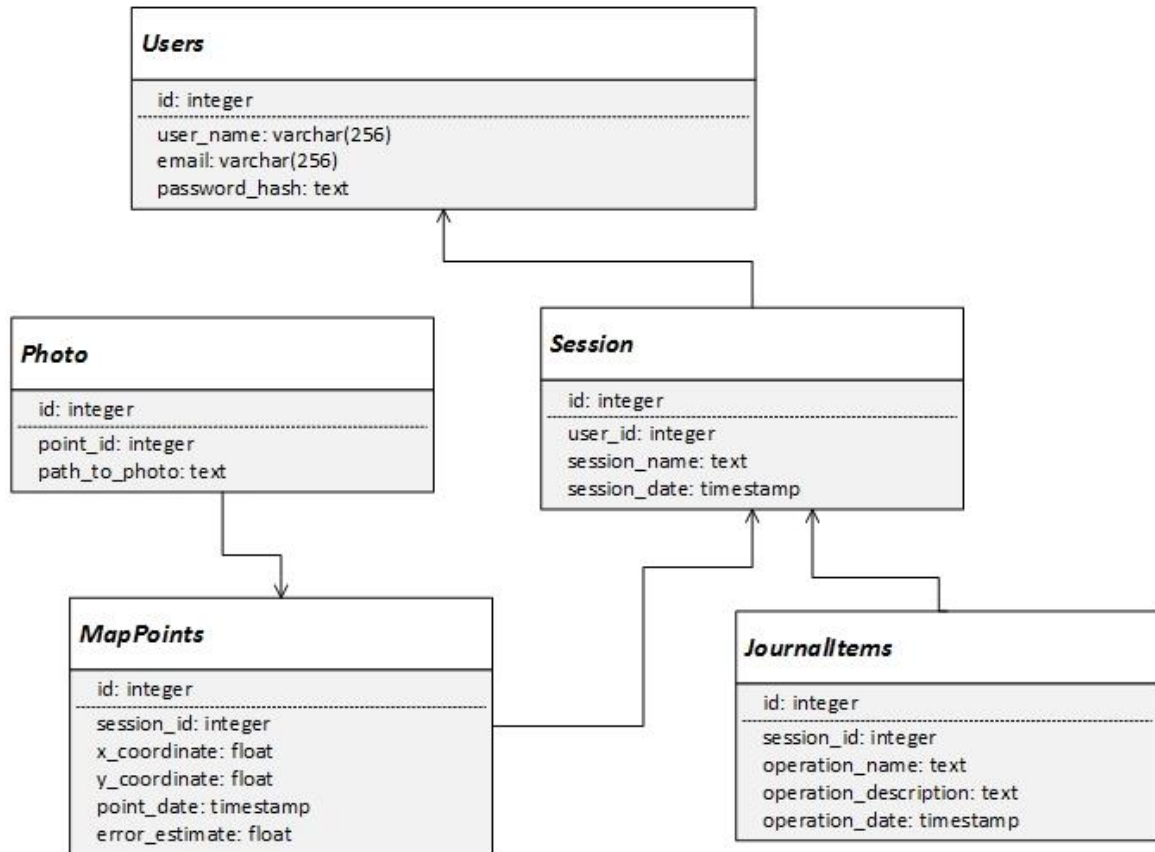 Users
id: integer
user_name: varchar(256)
email: varchar(256)
password_hash: text
Photo
id: integer
point_id: integer
path_to_photo: text
Session
id: integer
user_id: integer
session_name: text
session_date: timestamp
MapPoints
id: integer
session_id: integer
x_coordinate: float
y_coordinate: float
point_date: timestamp
error_estimate: float
JournalItems
id: integer
session_id: integer
operation_name: text
operation_description: text
operation_date: timestamp